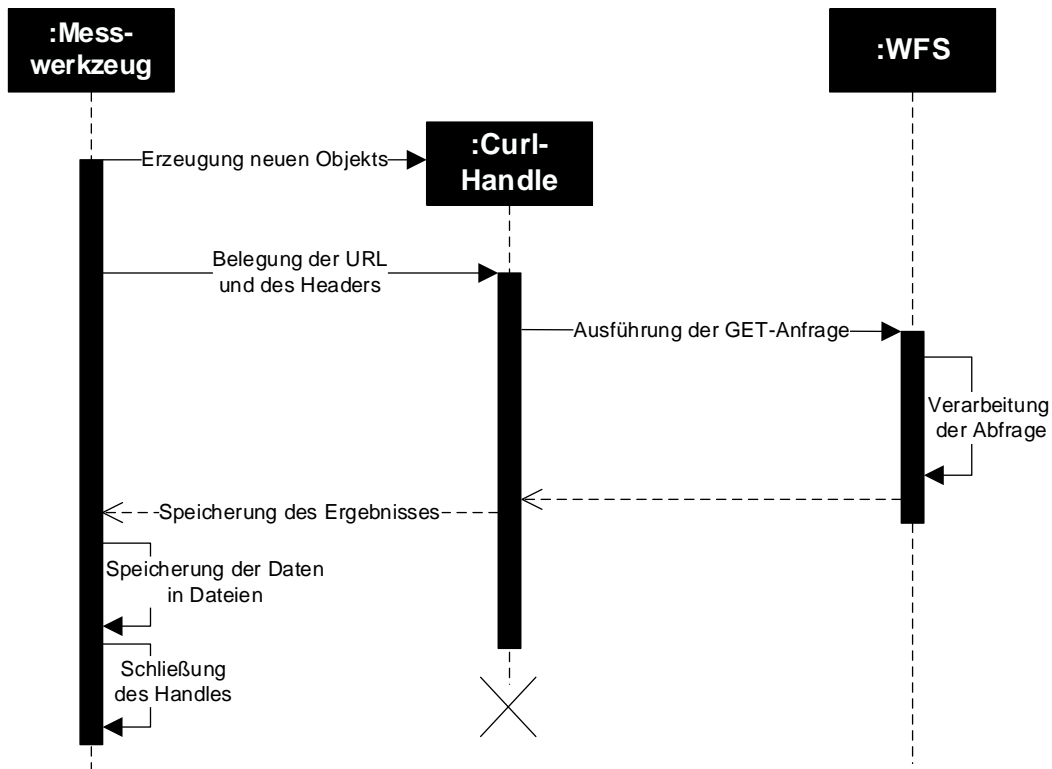 :Mess-
werkzeug
:WFS
:Curl-
Handle
Erzeugung neuen Objekts
Belegung der URL
und des Headers
Ausführung der GET-Anfrage
Verarbeitung
der Abfrage
Speicherung des Ergebnisses
Speicherung der Daten
in Dateien
Schließung
des Handles